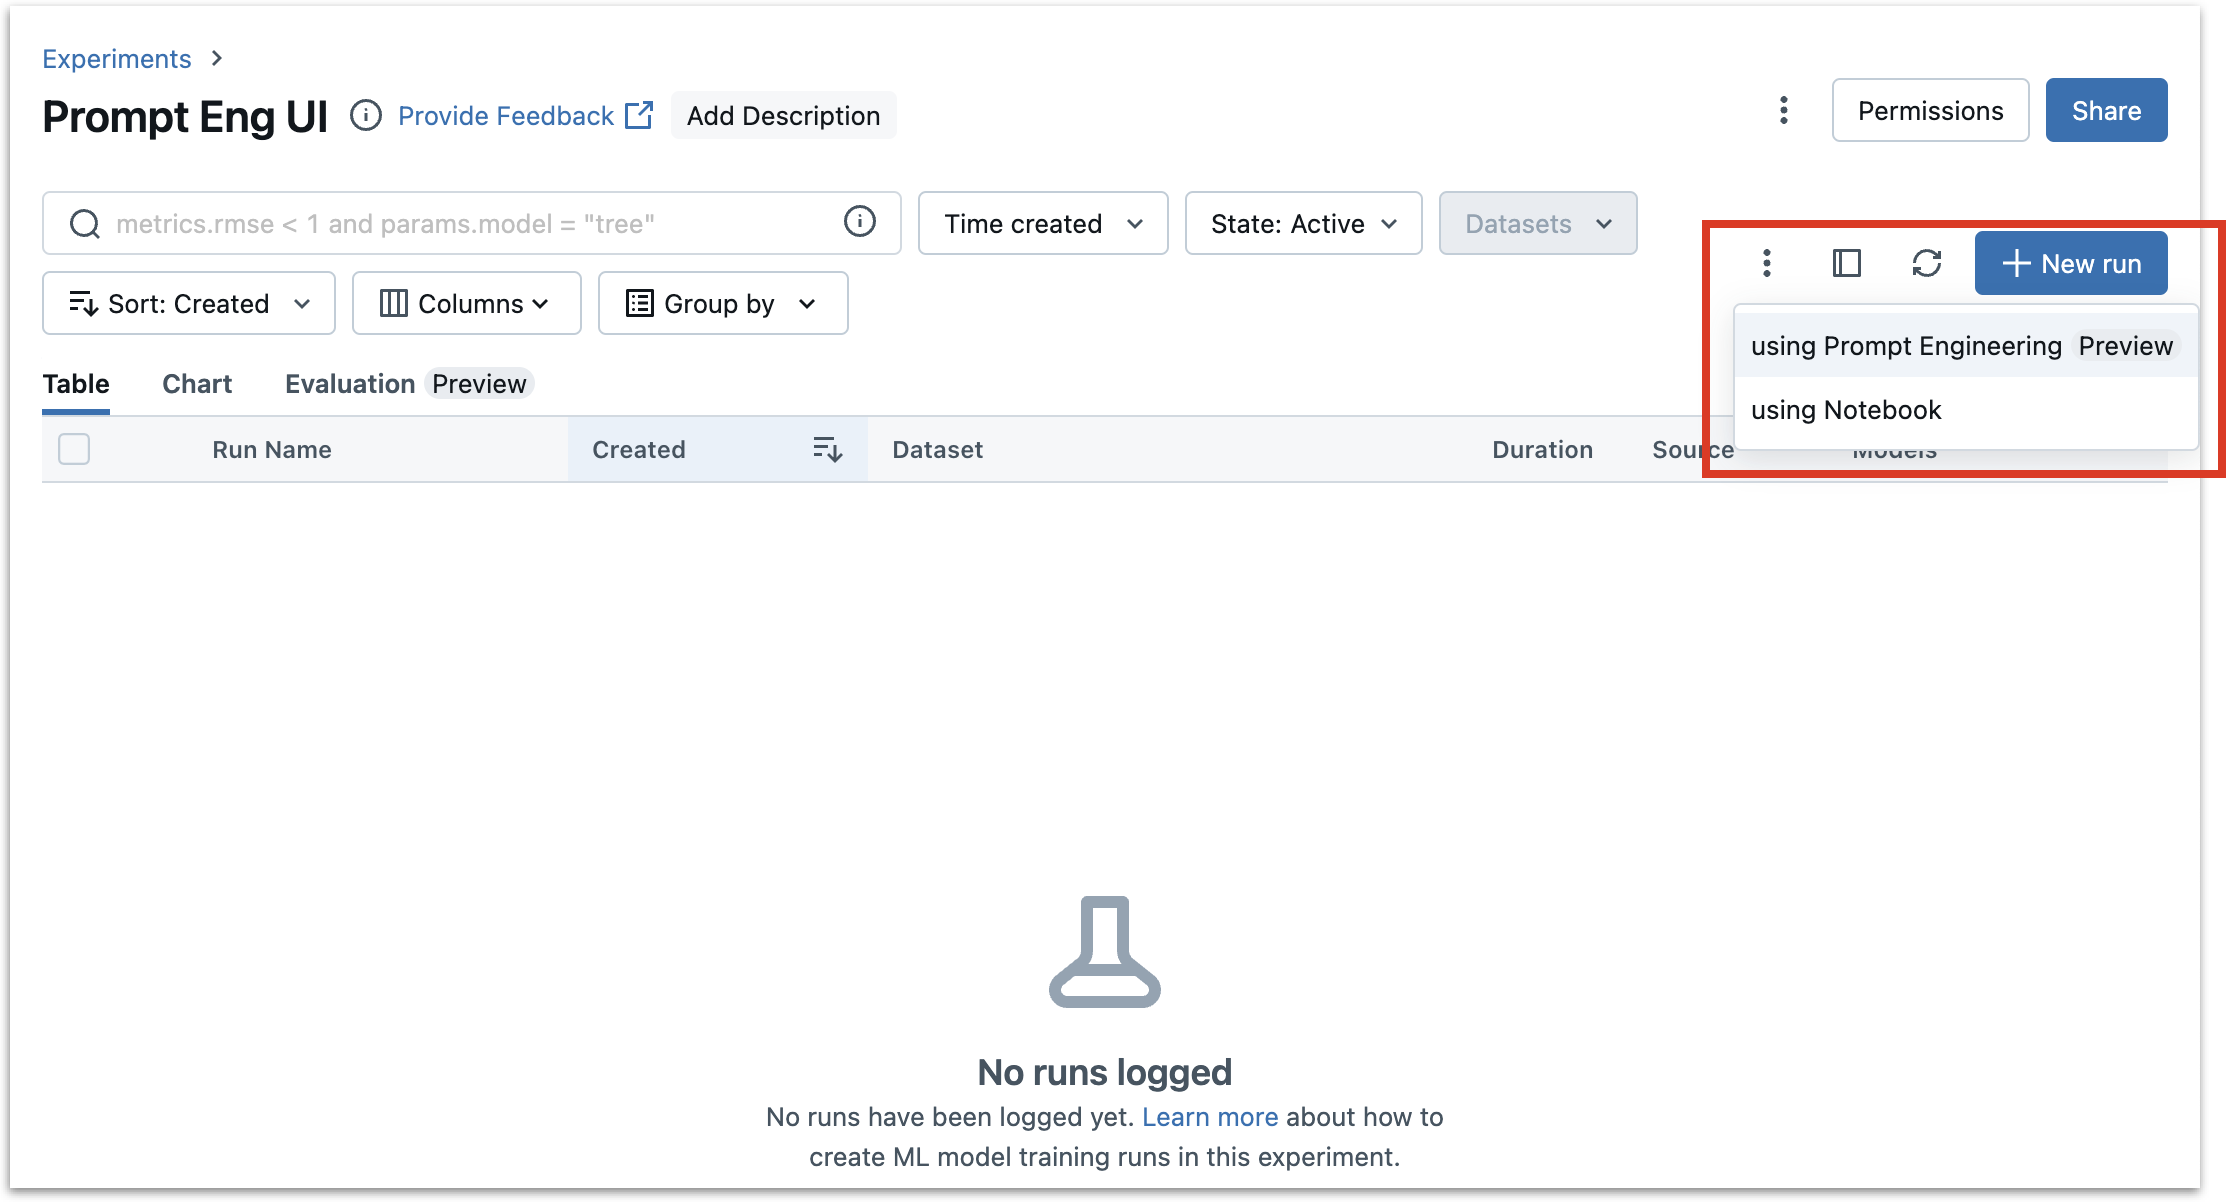 Experiments >
Prompt Eng UI Provide Feedback Add Description
Permissions Share
metrics.rmse < 1 and params.model = "tree" Time created State: Active Datasets
New run
Sort: Created Columns Group by
using Prompt Engineering Preview
using Notebook
Table Chart Evaluation Preview
Run Name Created Dataset Duration Source Models
No runs logged
No runs have been logged yet. Learn more about how to
create ML model training runs in this experiment.